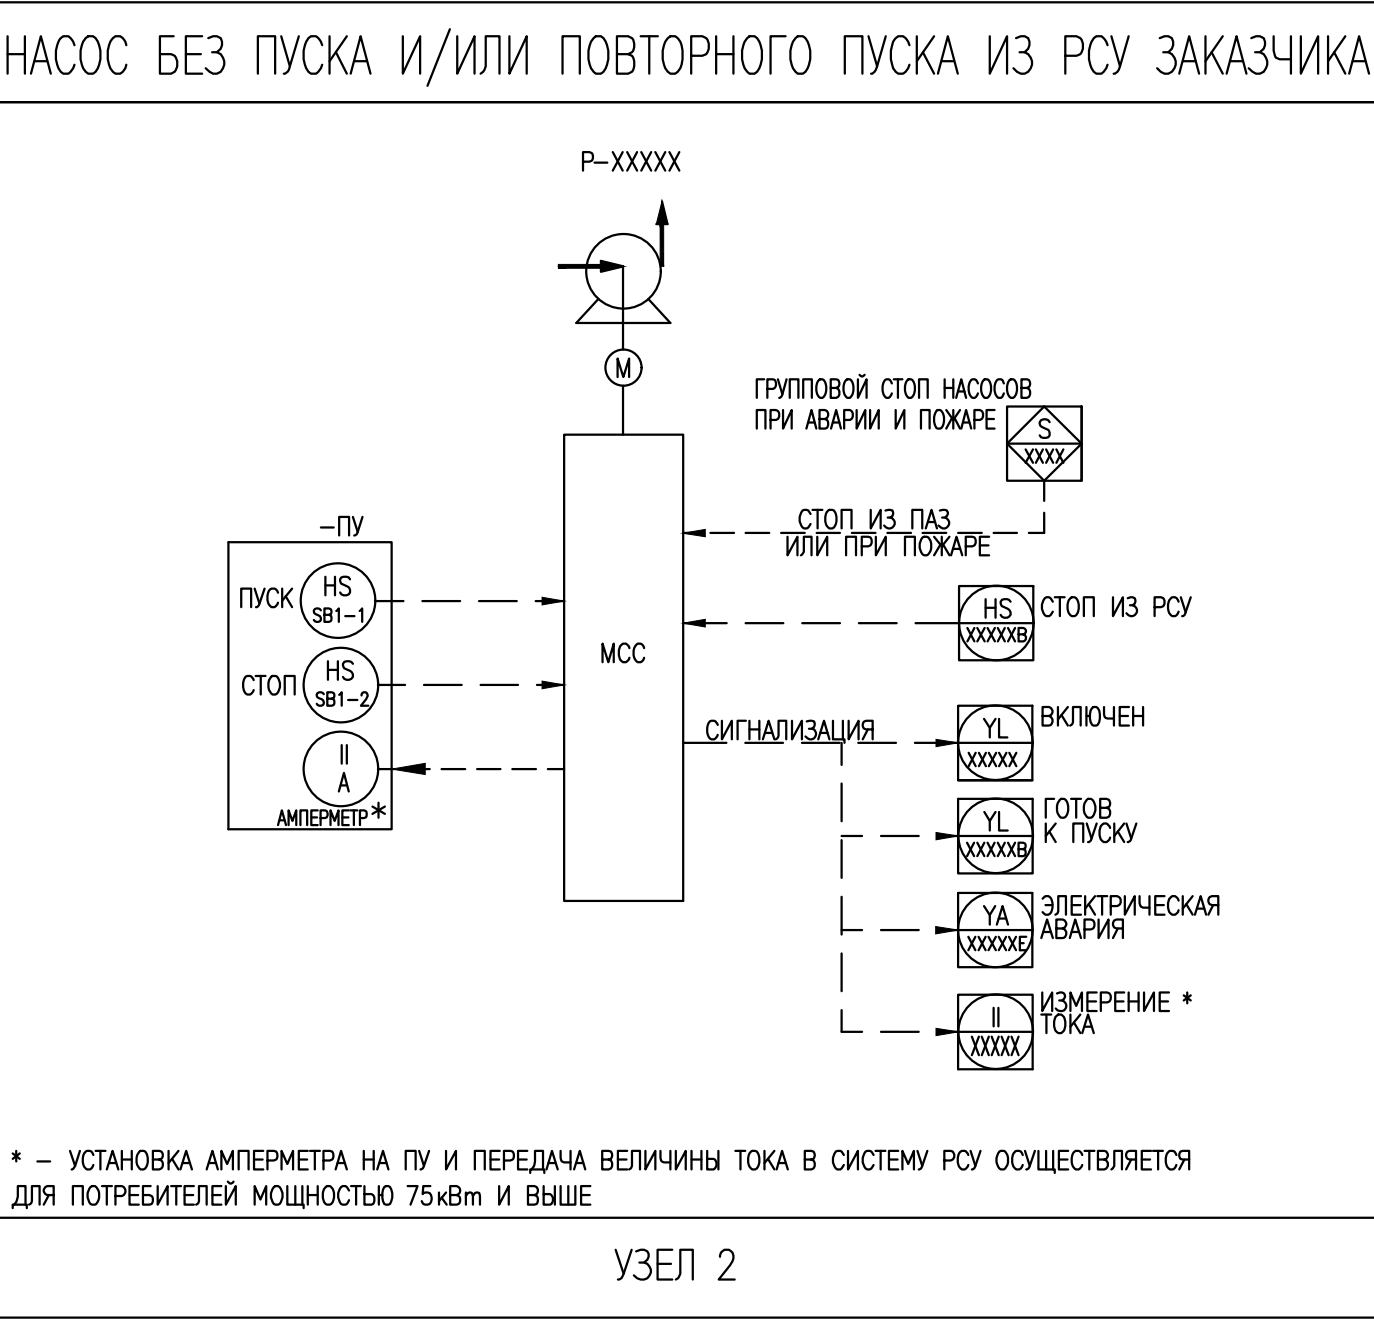 НАСОС БЕЗ ПУСКА И/ИЛИ ПОВТОРНОГО ПУСКА ИЗ РСУ ЗАКАЗЧИКА
P-XXXXX
M
ГРУППОВОЙ СТОП НАСОСОВ
ПРИ АВАРИИ И ПОЖАРЕ
S
XXXX
СТОП ИЗ ПАЗ
ИЛИ ПРИ ПОЖАРЕ
-ПУ
ПУСК
HS
SB1-1
СТОП
HS
SB1-2
II
A
АМПЕРМЕТР*
МСС
HS
XXXXXB
СТОП ИЗ РСУ
СИГНАЛИЗАЦИЯ
YL
XXXXX
ВКЛЮЧЕН
YL
XXXXXB
ГОТОВ
К ПУСКУ
YA
XXXXXE
ЭЛЕКТРИЧЕСКАЯ
АВАРИЯ
II
XXXXX
ИЗМЕРЕНИЕ *
ТОКА
* – УСТАНОВКА АМПЕРМЕТРА НА ПУ И ПЕРЕДАЧА ВЕЛИЧИНЫ ТОКА В СИСТЕМУ РСУ ОСУЩЕСТВЛЯЕТСЯ
ДЛЯ ПОТРЕБИТЕЛЕЙ МОЩНОСТЬЮ 75кВт И ВЫШЕ
УЗЕЛ 2